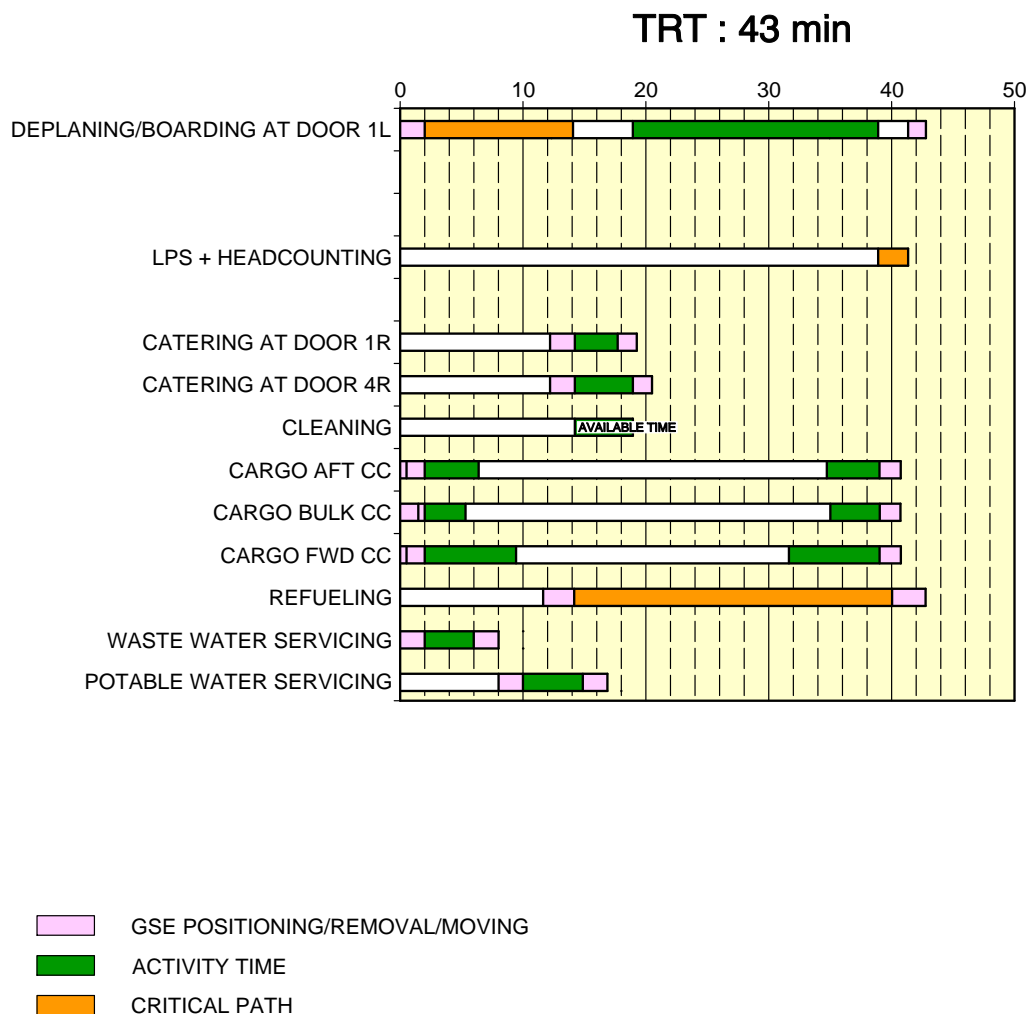 TRT : 43 min
0 10 20 30 40 50
DEPLANING/BOARDING AT DOOR 1L
LPS + HEADCOUNTING
CATERING AT DOOR 1R
CATERING AT DOOR 4R
CLEANING AVAILABLE TIME
CARGO AFT CC
CARGO BULK CC
CARGO FWD CC
REFUELING
WASTE WATER SERVICING
POTABLE WATER SERVICING
GSE POSITIONING/REMOVAL/MOVING
ACTIVITY TIME
CRITICAL PATH